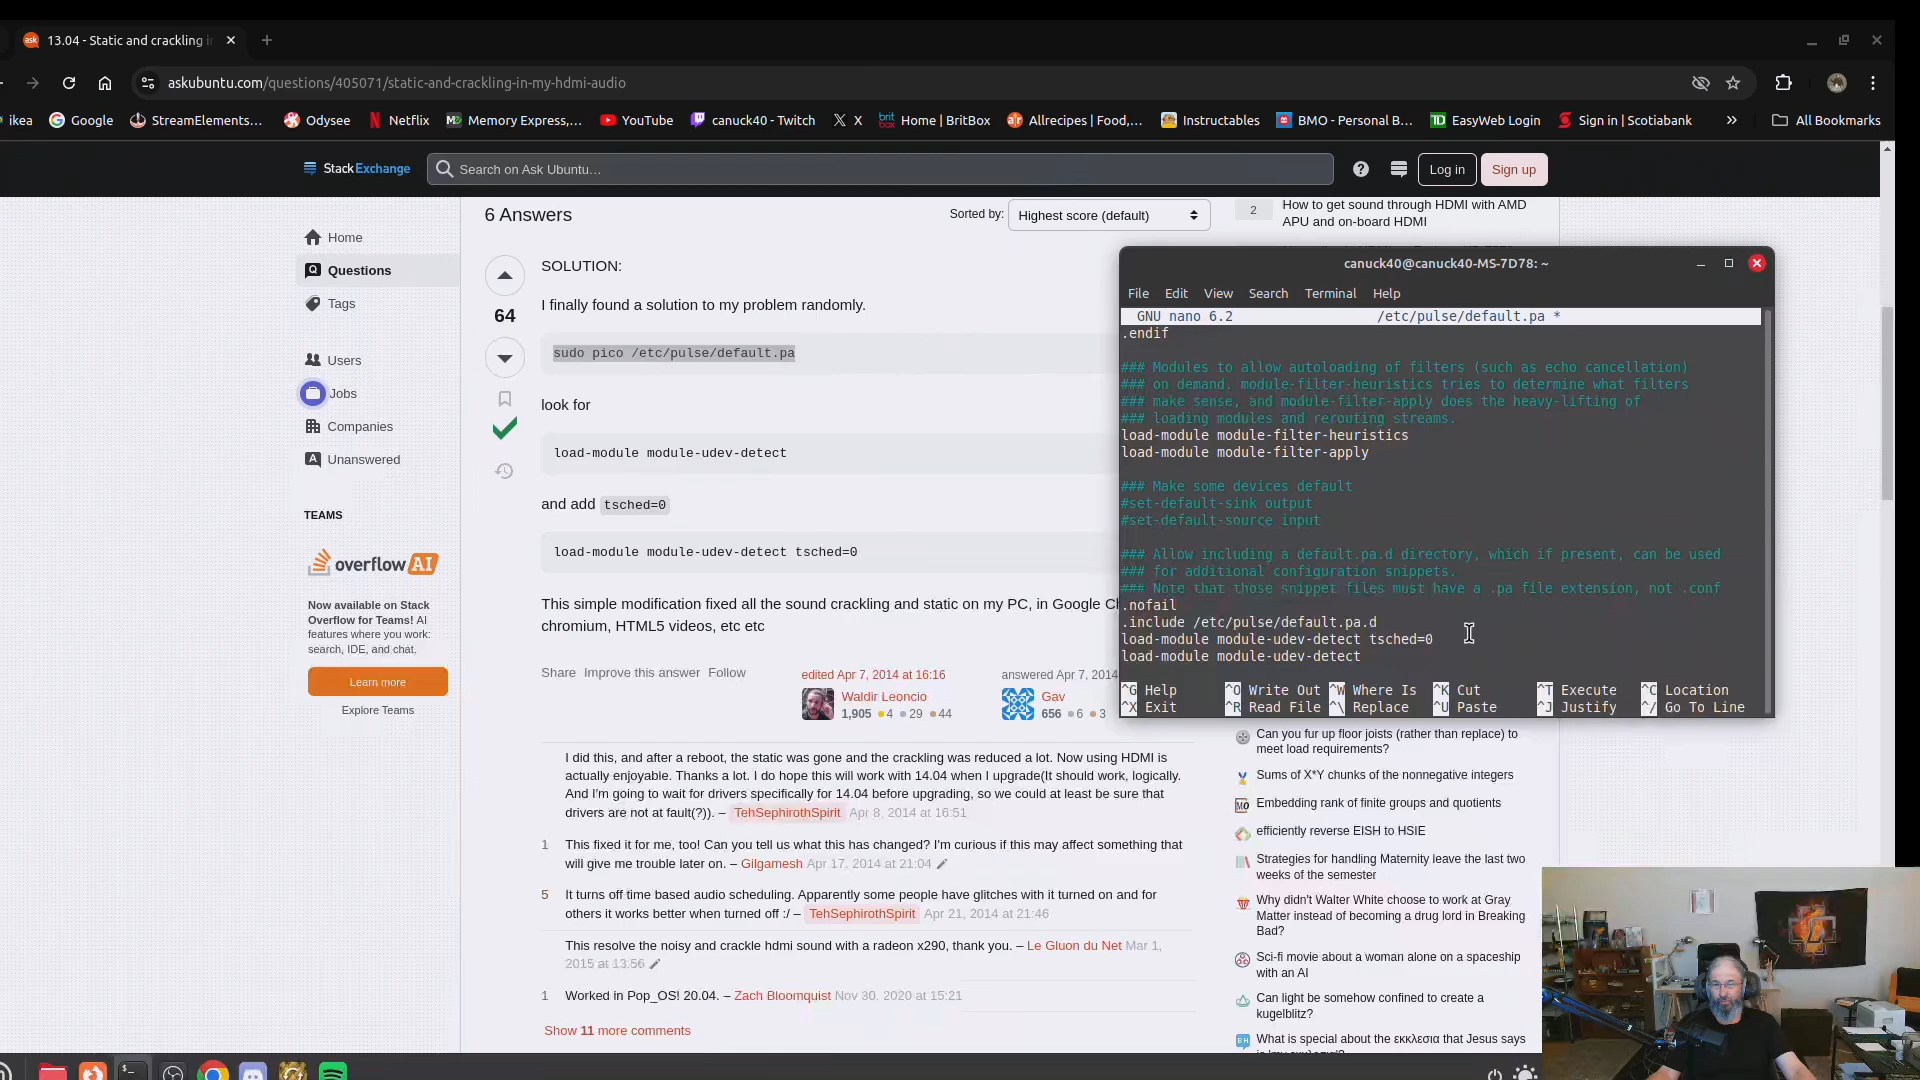 13.04 - Static and crackling i
askubuntu.com/questions/405071/static-and-crackling-in-my-hdmi-audio
ikea
Google
StreamElements...
Odysee
Netflix
Memory Express,...
YouTube
canuck40 - Twitch
X
Home | BritBox
Allrecipes | Food,...
Instructables
BMO - Personal B...
EasyWeb Login
Sign in | Scotiabank
»
All Bookmarks
StackExchange
Search on Ask Ubuntu…
Log in
Sign up
Home
Questions
Tags
Users
Jobs
Companies
Unanswered
TEAMS
overflow AI
Now available on Stack
Overflow for Teams! AI
features where you work:
search, IDE, and chat.
Learn more
Explore Teams
6 Answers
Sorted by:
Highest score (default)
64
SOLUTION:
I finally found a solution to my problem randomly.
sudo pico /etc/pulse/default.pa
look for
load-module module-udev-detect
and add tsched=0
load-module module-udev-detect tsched=0
This simple modification fixed all the sound crackling and static on my PC, in Google Ch
chromium, HTML5 videos, etc etc
Share Improve this answer Follow
edited Apr 7, 2014 at 16:16
Waldir Leoncio
1,905 4 29 44
answered Apr 7, 2014
Gav
656 6 3
I did this, and after a reboot, the static was gone and the crackling was reduced a lot. Now using HDMI is
actually enjoyable. Thanks a lot. I do hope this will work with 14.04 when I upgrade(It should work, logically.
And I'm going to wait for drivers specifically for 14.04 before upgrading, so we could at least be sure that
drivers are not at fault(?)). – TehSephirothSpirit Apr 8, 2014 at 16:51
1 This fixed it for me, too! Can you tell us what this has changed? I'm curious if this may affect something that
will give me trouble later on. – Gilgamesh Apr 17, 2014 at 21:04
5 It turns off time based audio scheduling. Apparently some people have glitches with it turned on and for
others it works better when turned off :/ – TehSephirothSpirit Apr 21, 2014 at 21:46
This resolve the noisy and crackle hdmi sound with a radeon x290, thank you. – Le Gluon du Net Mar 1,
2015 at 13:56
1 Worked in Pop_OS! 20.04. – Zach Bloomquist Nov 30, 2020 at 15:21
Show 11 more comments
2
How to get sound through HDMI with AMD
APU and on-board HDMI
canuck40@canuck40-MS-7D78: ~
File Edit View Search Terminal Help
GNU nano 6.2 /etc/pulse/default.pa *
.endif
### Modules to allow autoloading of filters (such as echo cancellation)
### on demand. module-filter-heuristics tries to determine what filters
### make sense, and module-filter-apply does the heavy-lifting of
### loading modules and rerouting streams.
load-module module-filter-heuristics
load-module module-filter-apply
### Make some devices default
#set-default-sink output
#set-default-source input
### Allow including a default.pa.d directory, which if present, can be used
### for additional configuration snippets.
### Note that those snippet files must have a .pa file extension, not .conf
.nofail
.include /etc/pulse/default.pa.d
load-module module-udev-detect tsched=0
load-module module-udev-detect
^G Help ^O Write Out ^W Where Is ^K Cut ^T Execute ^C Location
^X Exit ^R Read File ^\ Replace ^U Paste ^J Justify ^/ Go To Line
Can you fur up floor joists (rather than replace) to
meet load requirements?
Sums of X*Y chunks of the nonnegative integers
Embedding rank of finite groups and quotients
efficiently reverse EISH to HSIE
Strategies for handling Maternity leave the last two
weeks of the semester
Why didn't Walter White choose to work at Gray
Matter instead of becoming a drug lord in Breaking
Bad?
Sci-fi movie about a woman alone on a spaceship
with an AI
Can light be somehow confined to create a
kugelblitz?
What is special about the εκκλεσια that Jesus says